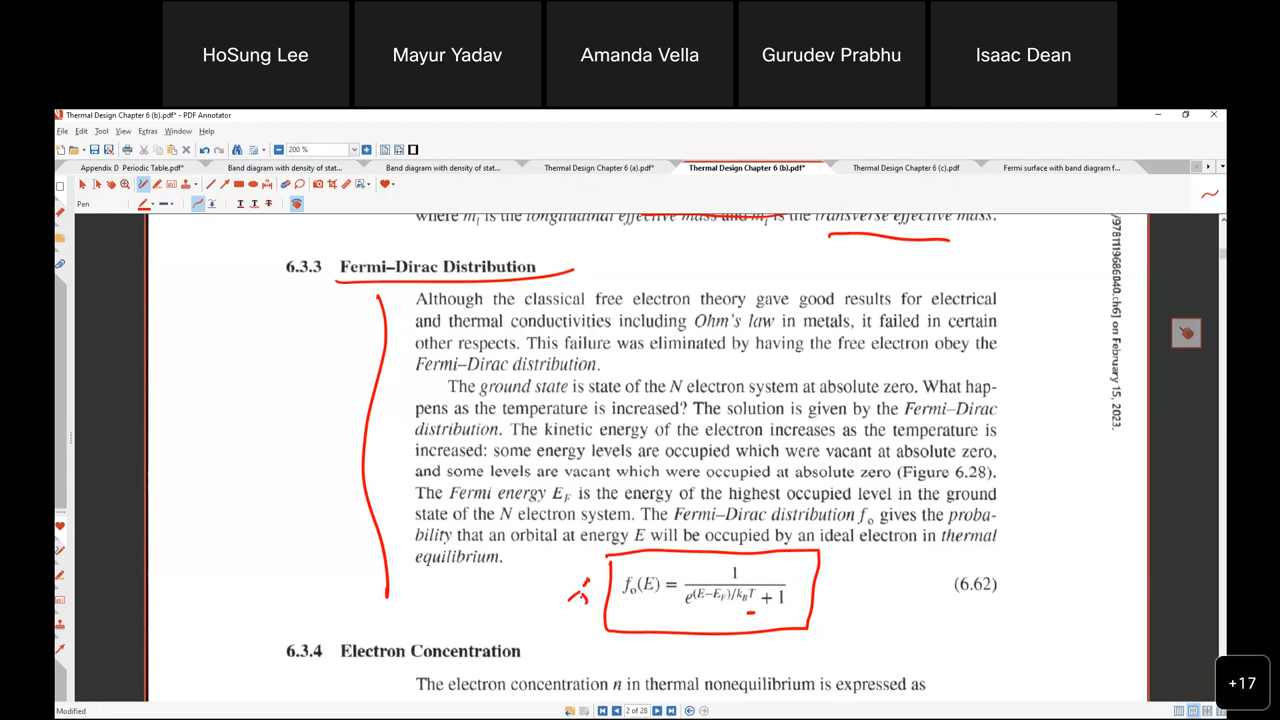 HoSung Lee
Mayur Yadav
Amanda Vella
Gurudev Prabhu
Isaac Dean
Thermal Design Chapter 6 (b).pdf* - PDF Annotator
File Edit Tool View Extras Window Help
200 %
Appendix D Periodic Table.pdf*
Band diagram with density of stat...
Band diagram with density of stat...
Thermal Design Chapter 6 (a).pdf*
Thermal Design Chapter 6 (b).pdf*
Thermal Design Chapter 6 (c).pdf
Fermi surface with band diagram f...
Pen
where ml is the longitudinal effective mass and mt is the transverse effective mass.
6.3.3 Fermi–Dirac Distribution
Although the classical free electron theory gave good results for electrical
and thermal conductivities including Ohm's law in metals, it failed in certain
other respects. This failure was eliminated by having the free electron obey the
Fermi–Dirac distribution.
The ground state is state of the N electron system at absolute zero. What hap-
pens as the temperature is increased? The solution is given by the Fermi–Dirac
distribution. The kinetic energy of the electron increases as the temperature is
increased: some energy levels are occupied which were vacant at absolute zero,
and some levels are vacant which were occupied at absolute zero (Figure 6.28).
The Fermi energy EF is the energy of the highest occupied level in the ground
state of the N electron system. The Fermi–Dirac distribution fo gives the proba-
bility that an orbital at energy E will be occupied by an ideal electron in thermal
equilibrium.
fo(E) = 1 / e^(E−EF)/kBT + 1 (6.62)
6.3.4 Electron Concentration
The electron concentration n in thermal nonequilibrium is expressed as
/9781119686040.ch6] on February 15, 2023.
Modified
2 of 28
+17